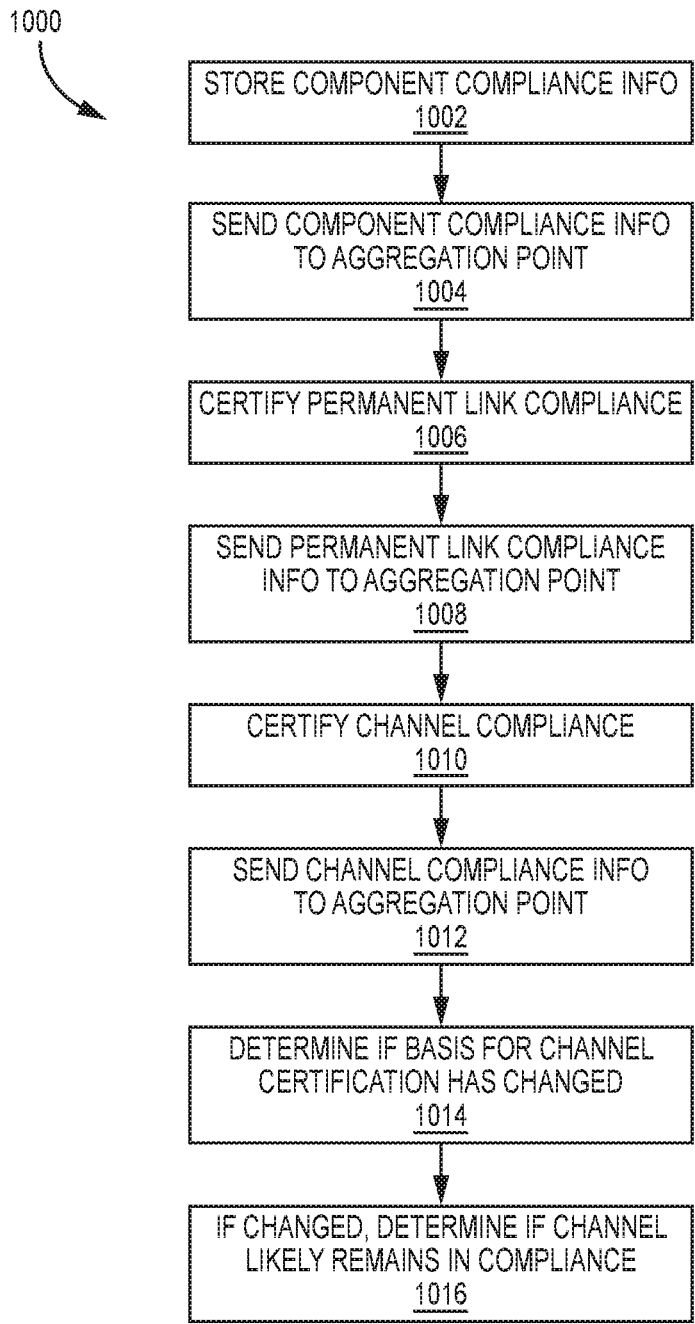 1000
STORE COMPONENT COMPLIANCE INFO
1002
SEND COMPONENT COMPLIANCE INFO
TO AGGREGATION POINT
1004
CERTIFY PERMANENT LINK COMPLIANCE
1006
SEND PERMANENT LINK COMPLIANCE
INFO TO AGGREGATION POINT
1008
CERTIFY CHANNEL COMPLIANCE
1010
SEND CHANNEL COMPLIANCE INFO
TO AGGREGATION POINT
1012
DETERMINE IF BASIS FOR CHANNEL
CERTIFICATION HAS CHANGED
1014
IF CHANGED, DETERMINE IF CHANNEL
LIKELY REMAINS IN COMPLIANCE
1016